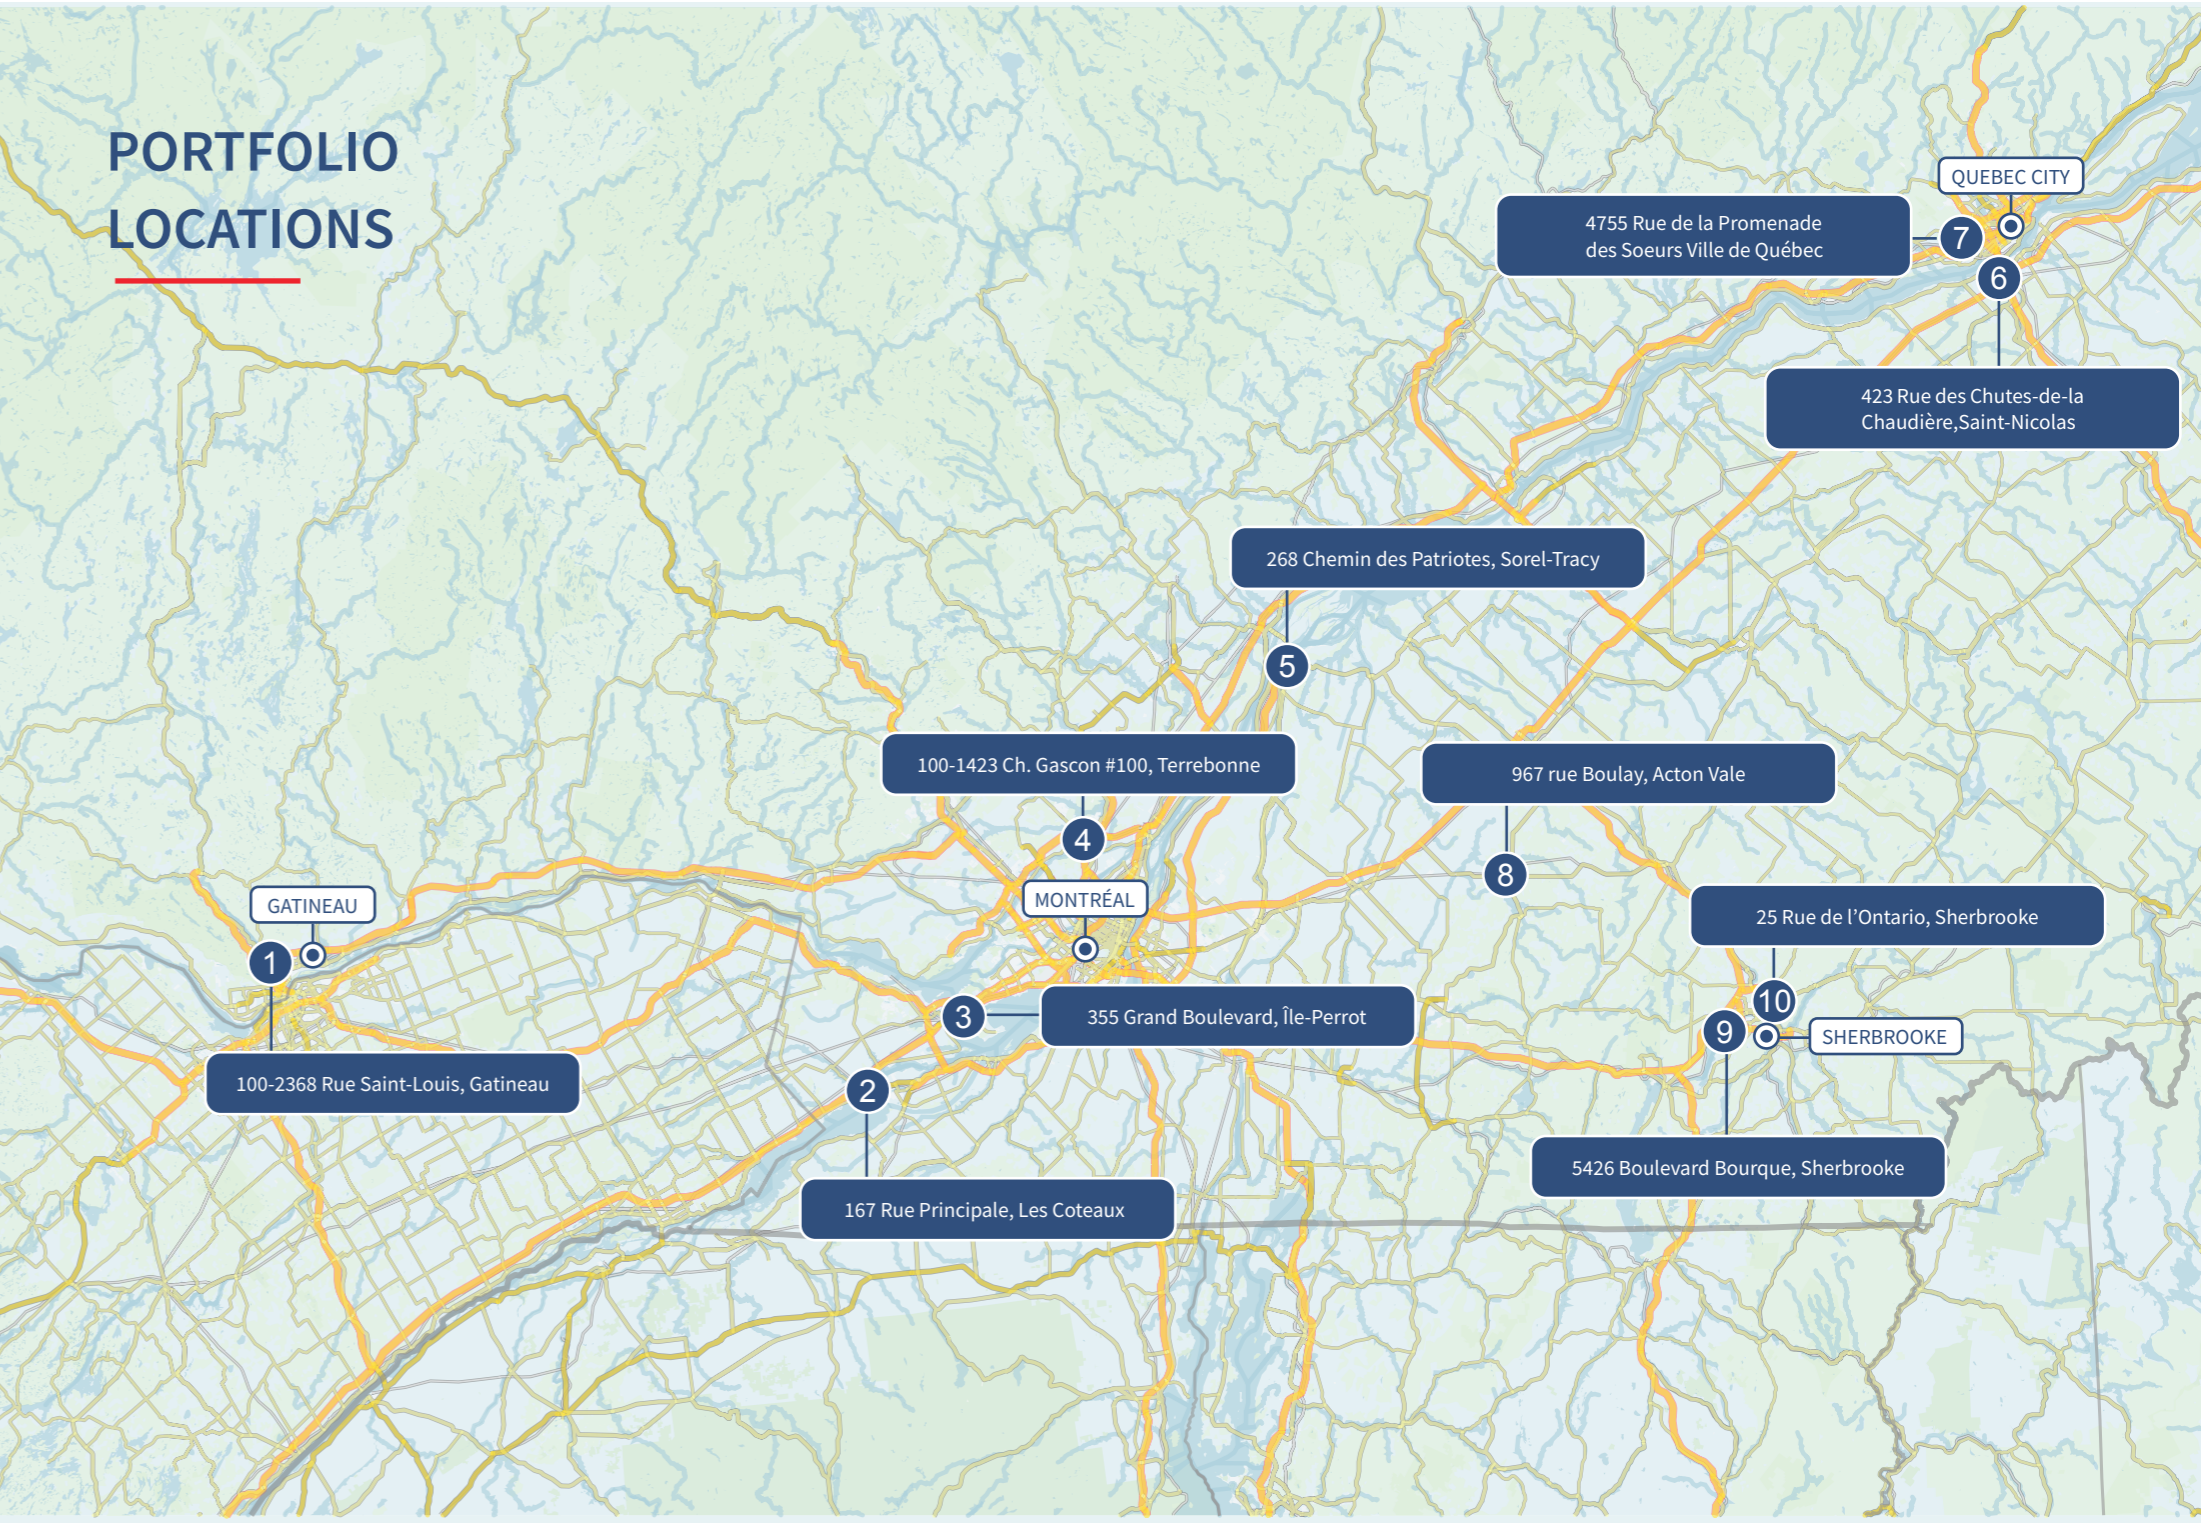 PORTFOLIO
LOCATIONS
QUEBEC CITY
4755 Rue de la Promenade
des Soeurs Ville de Québec
7
6
423 Rue des Chutes-de-la
Chaudière,Saint-Nicolas
268 Chemin des Patriotes, Sorel-Tracy
5
100-1423 Ch. Gascon #100, Terrebonne
4
967 rue Boulay, Acton Vale
8
MONTRÉAL
GATINEAU
1
100-2368 Rue Saint-Louis, Gatineau
25 Rue de l’Ontario, Sherbrooke
10
9
SHERBROOKE
3
355 Grand Boulevard, Île-Perrot
2
167 Rue Principale, Les Coteaux
5426 Boulevard Bourque, Sherbrooke